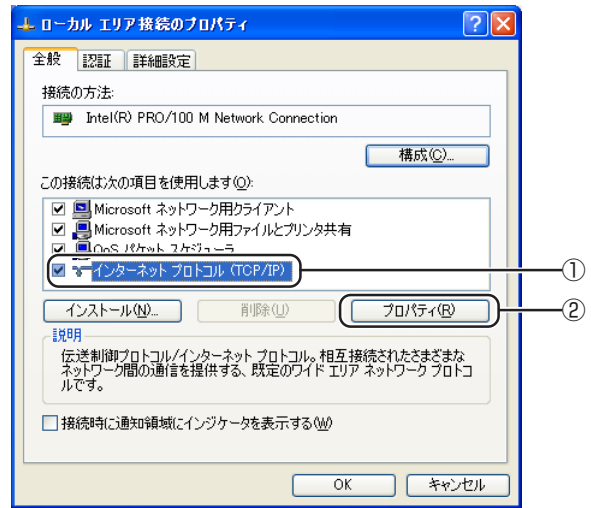 ローカル エリア接続のプロパティ
全般 認証 詳細設定
接続の方法:
Intel(R) PRO/100 M Network Connection
構成(C)...
この接続は次の項目を使用します(O):
Microsoft ネットワーク用クライアント
Microsoft ネットワーク用ファイルとプリンタ共有
QoS パケット スケジューラ
インターネット プロトコル (TCP/IP)
①
インストール(N)... 削除(U) プロパティ(R)
②
説明
伝送制御プロトコル/インターネット プロトコル。相互接続されたさまざまな
ネットワーク間の通信を提供する、既定のワイド エリア ネットワーク プロトコ
ルです。
接続時に通知領域にインジケータを表示する(W)
OK キャンセル